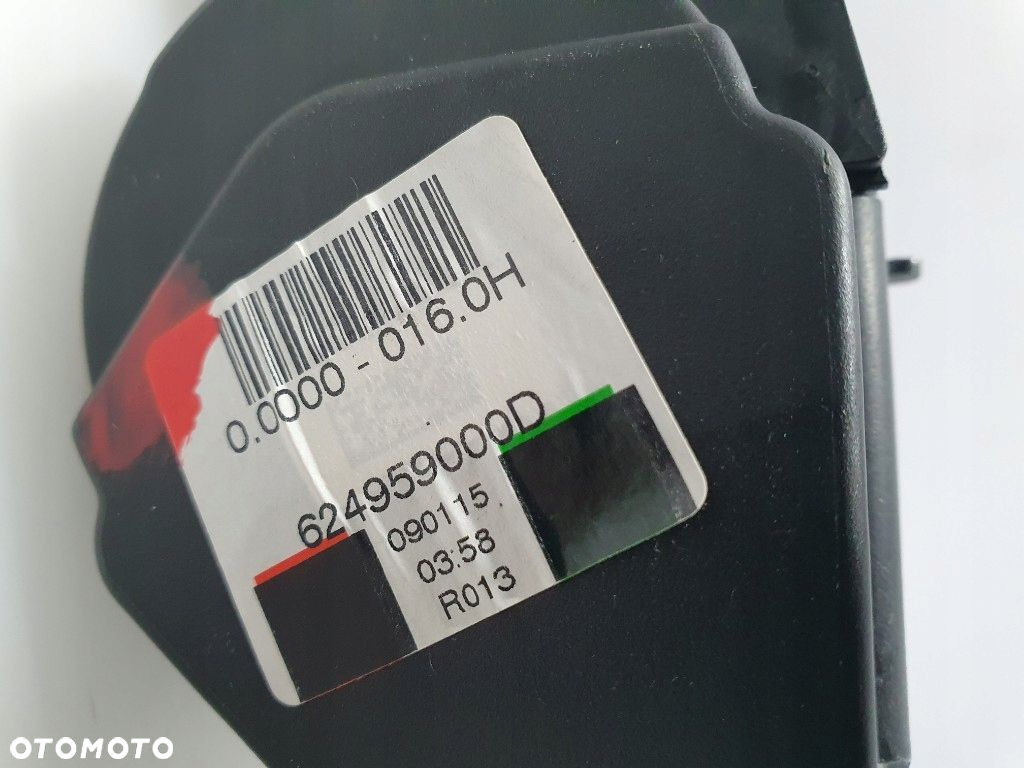 0.0000 - 016.0H
624959000D
090115
03:58
R013
OTOMOTO